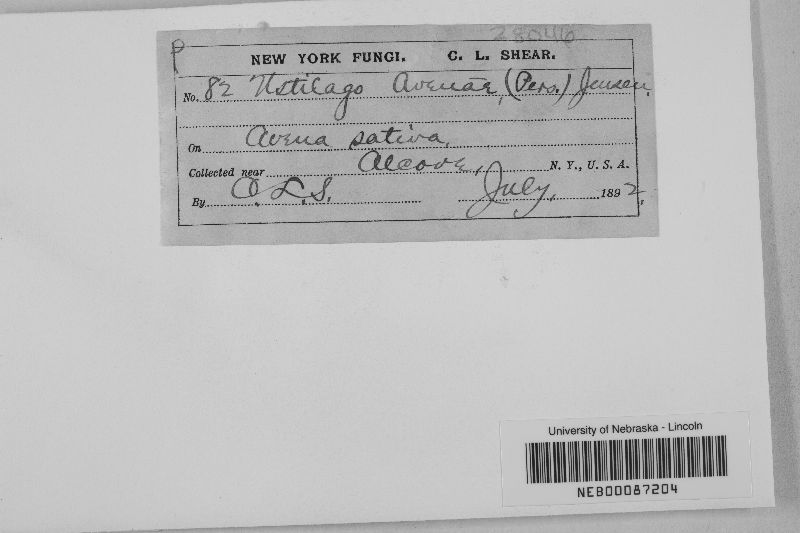 28046
P
NEW YORK FUNGI. C. L. SHEAR.
No. 82 Ustilago Avenae, (Pers.) Jensen.
On Avena sativa,
Collected near Alcove, N. Y., U. S. A.
By C. L. S. July, 1892,
University of Nebraska - Lincoln
NEB00087204